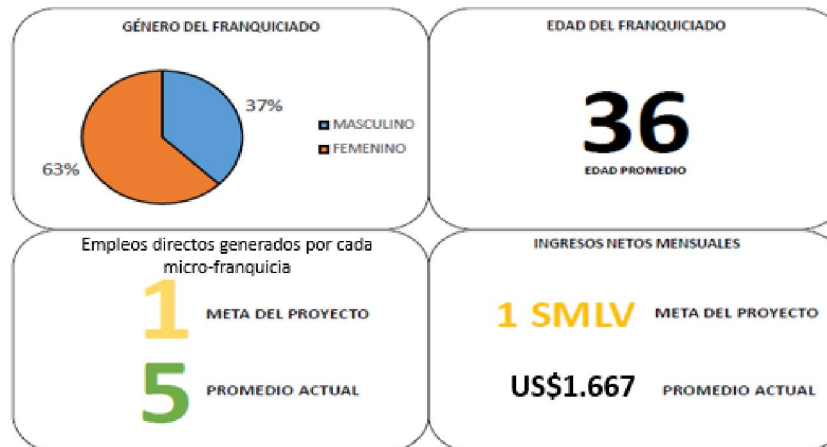 GÉNERO DEL FRANQUICIADO
37%
MASCULINO
FEMENINO
63%
EDAD DEL FRANQUICIADO
36
EDAD PROMEDIO
Empleos directos generados por cada
micro-franquicia
1 META DEL PROYECTO
5 PROMEDIO ACTUAL
INGRESOS NETOS MENSUALES
1 SMLV META DEL PROYECTO
US$1.667 PROMEDIO ACTUAL